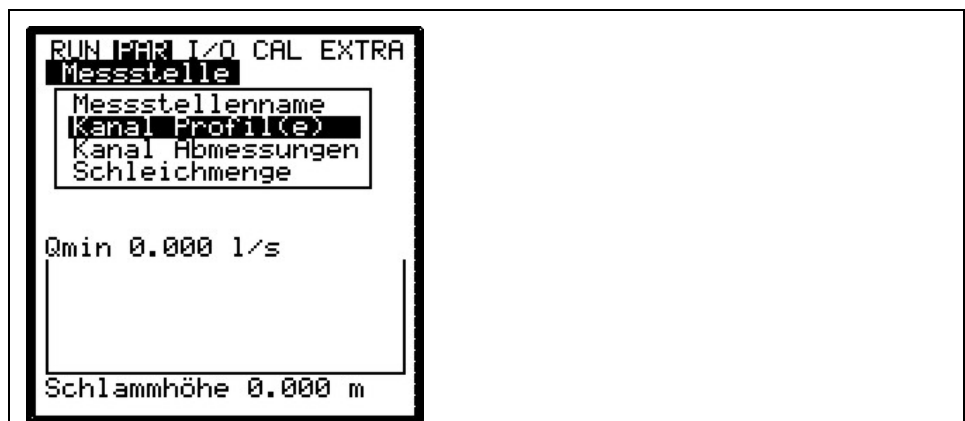 RUN PAR I/O CAL EXTRA
Messstelle
Messstellenname
Kanal Profil(e)
Kanal Abmessungen
Schleichmenge
Qmin 0.000 l/s
Schlammhöhe 0.000 m